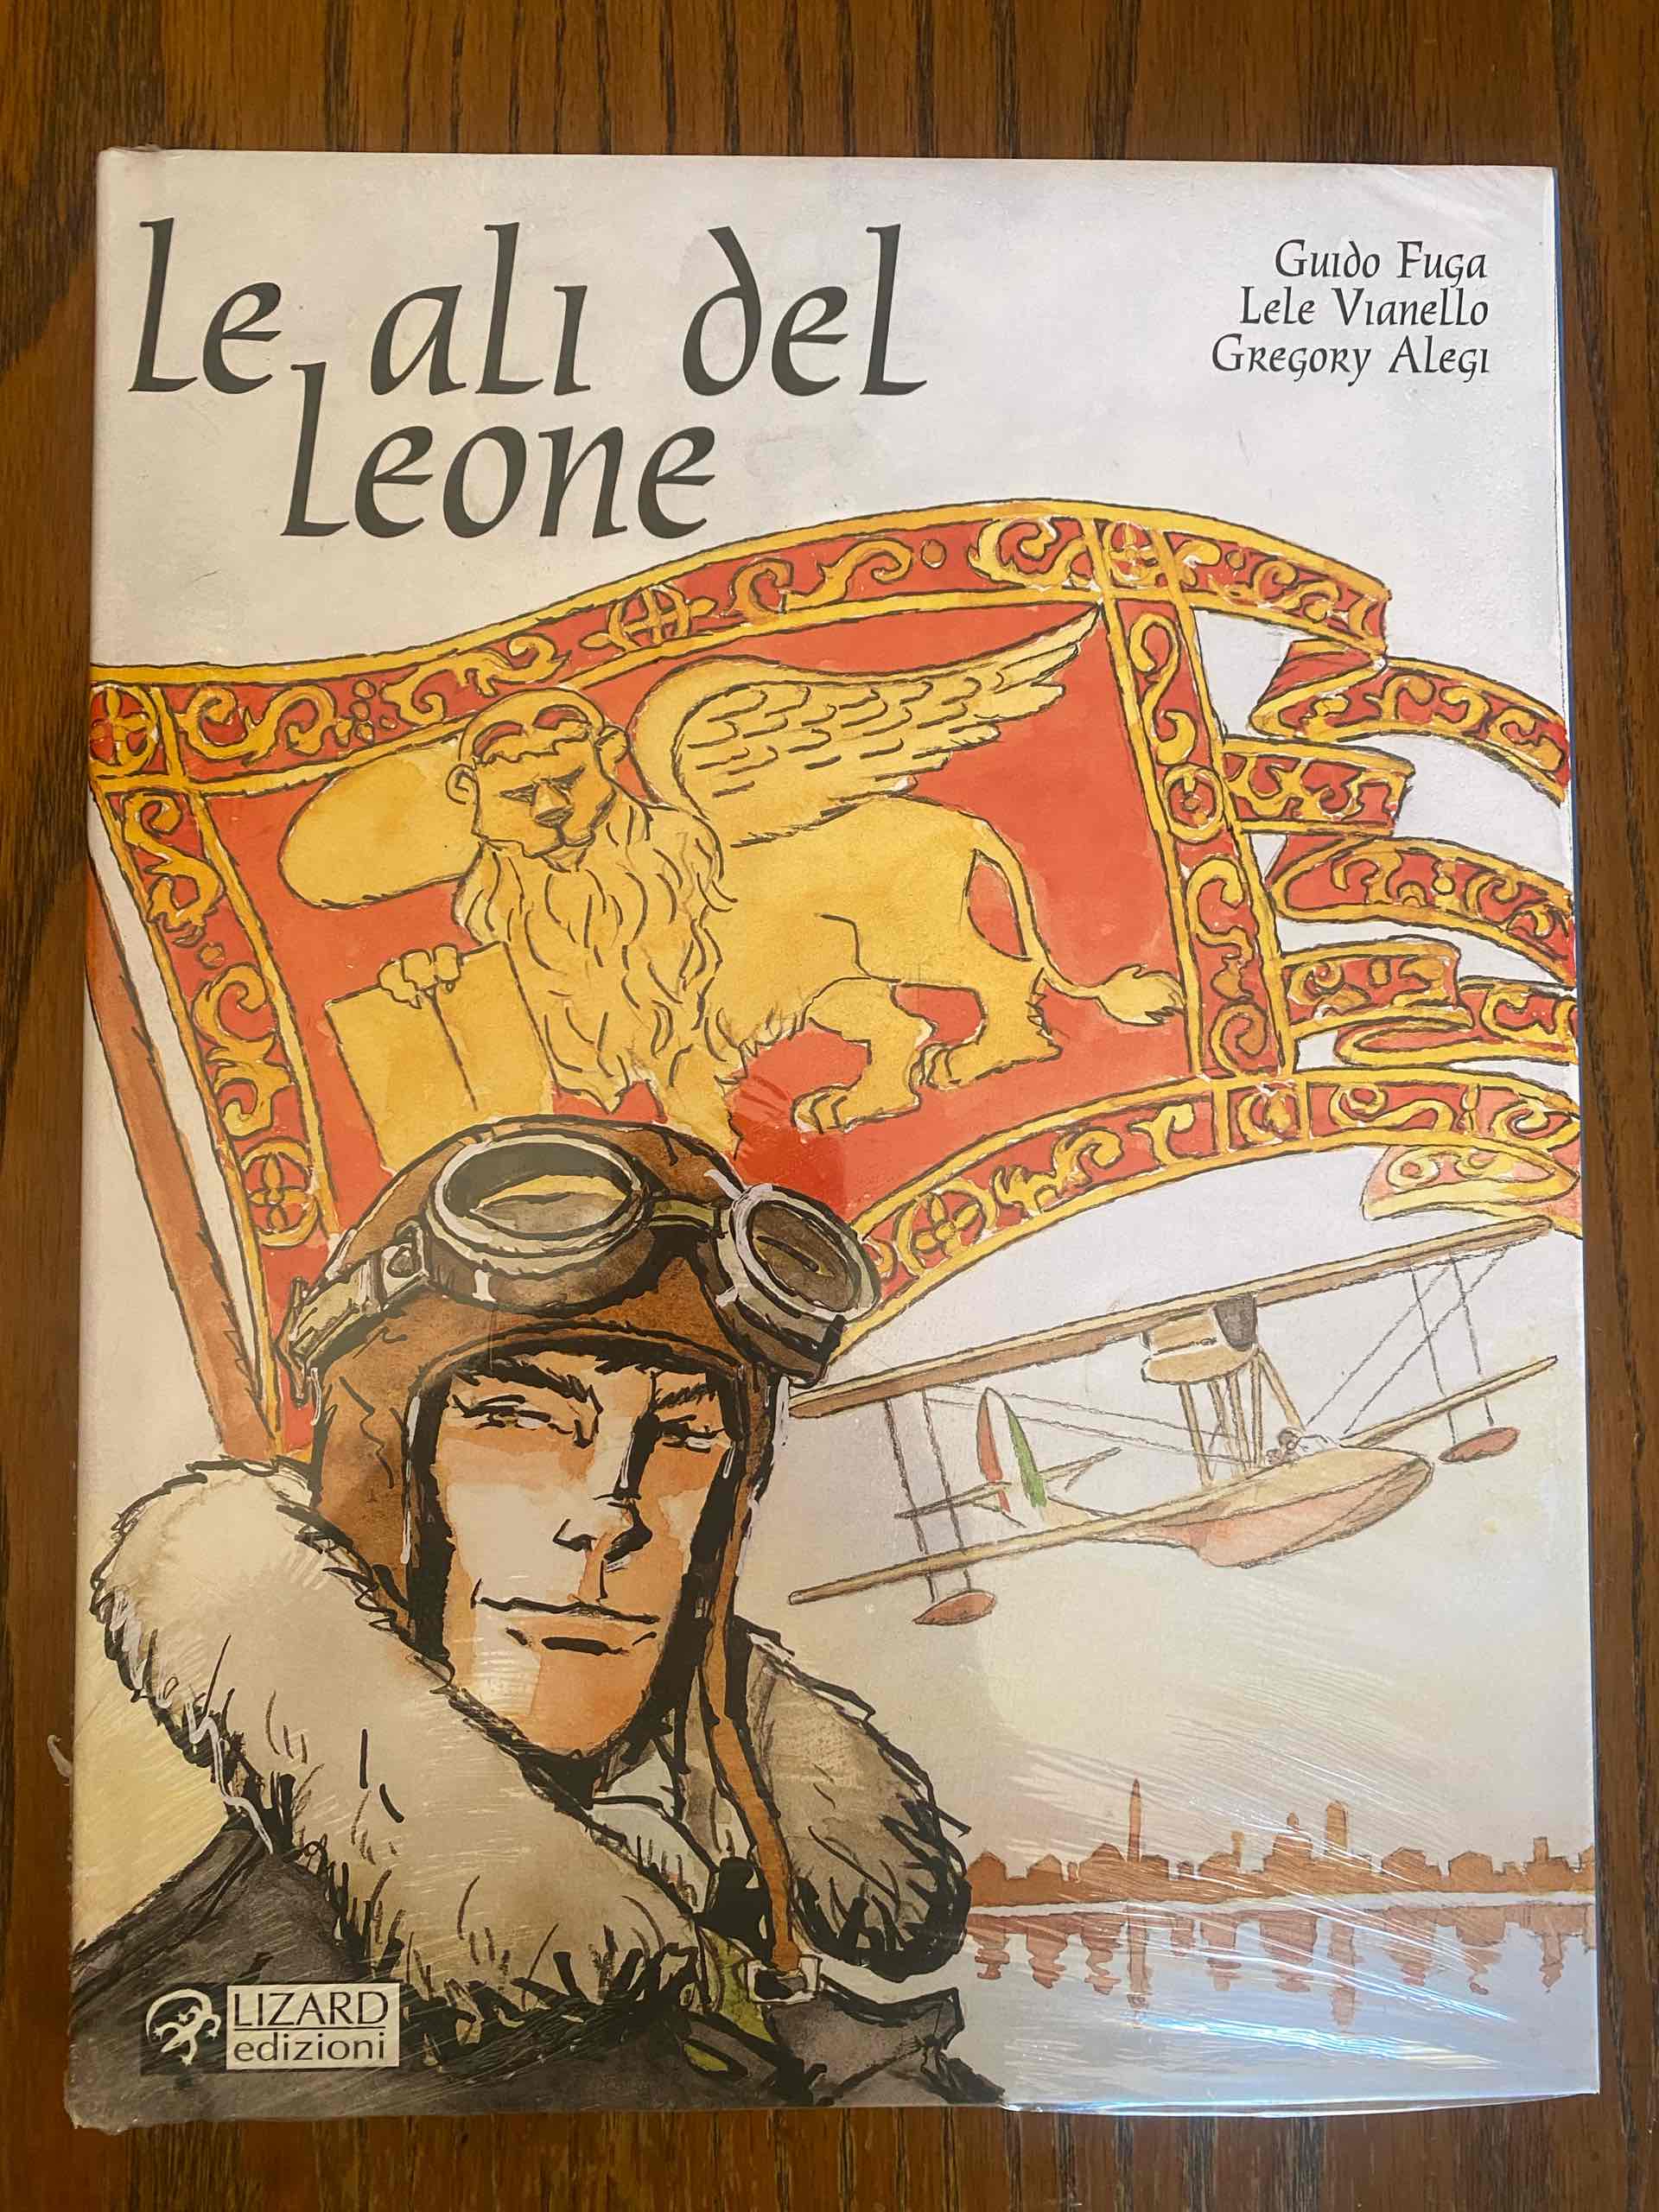 Le ali del
Leone
Guido Fuga
Lele Vianello
Gregory Alegi
LIZARD
edizioni